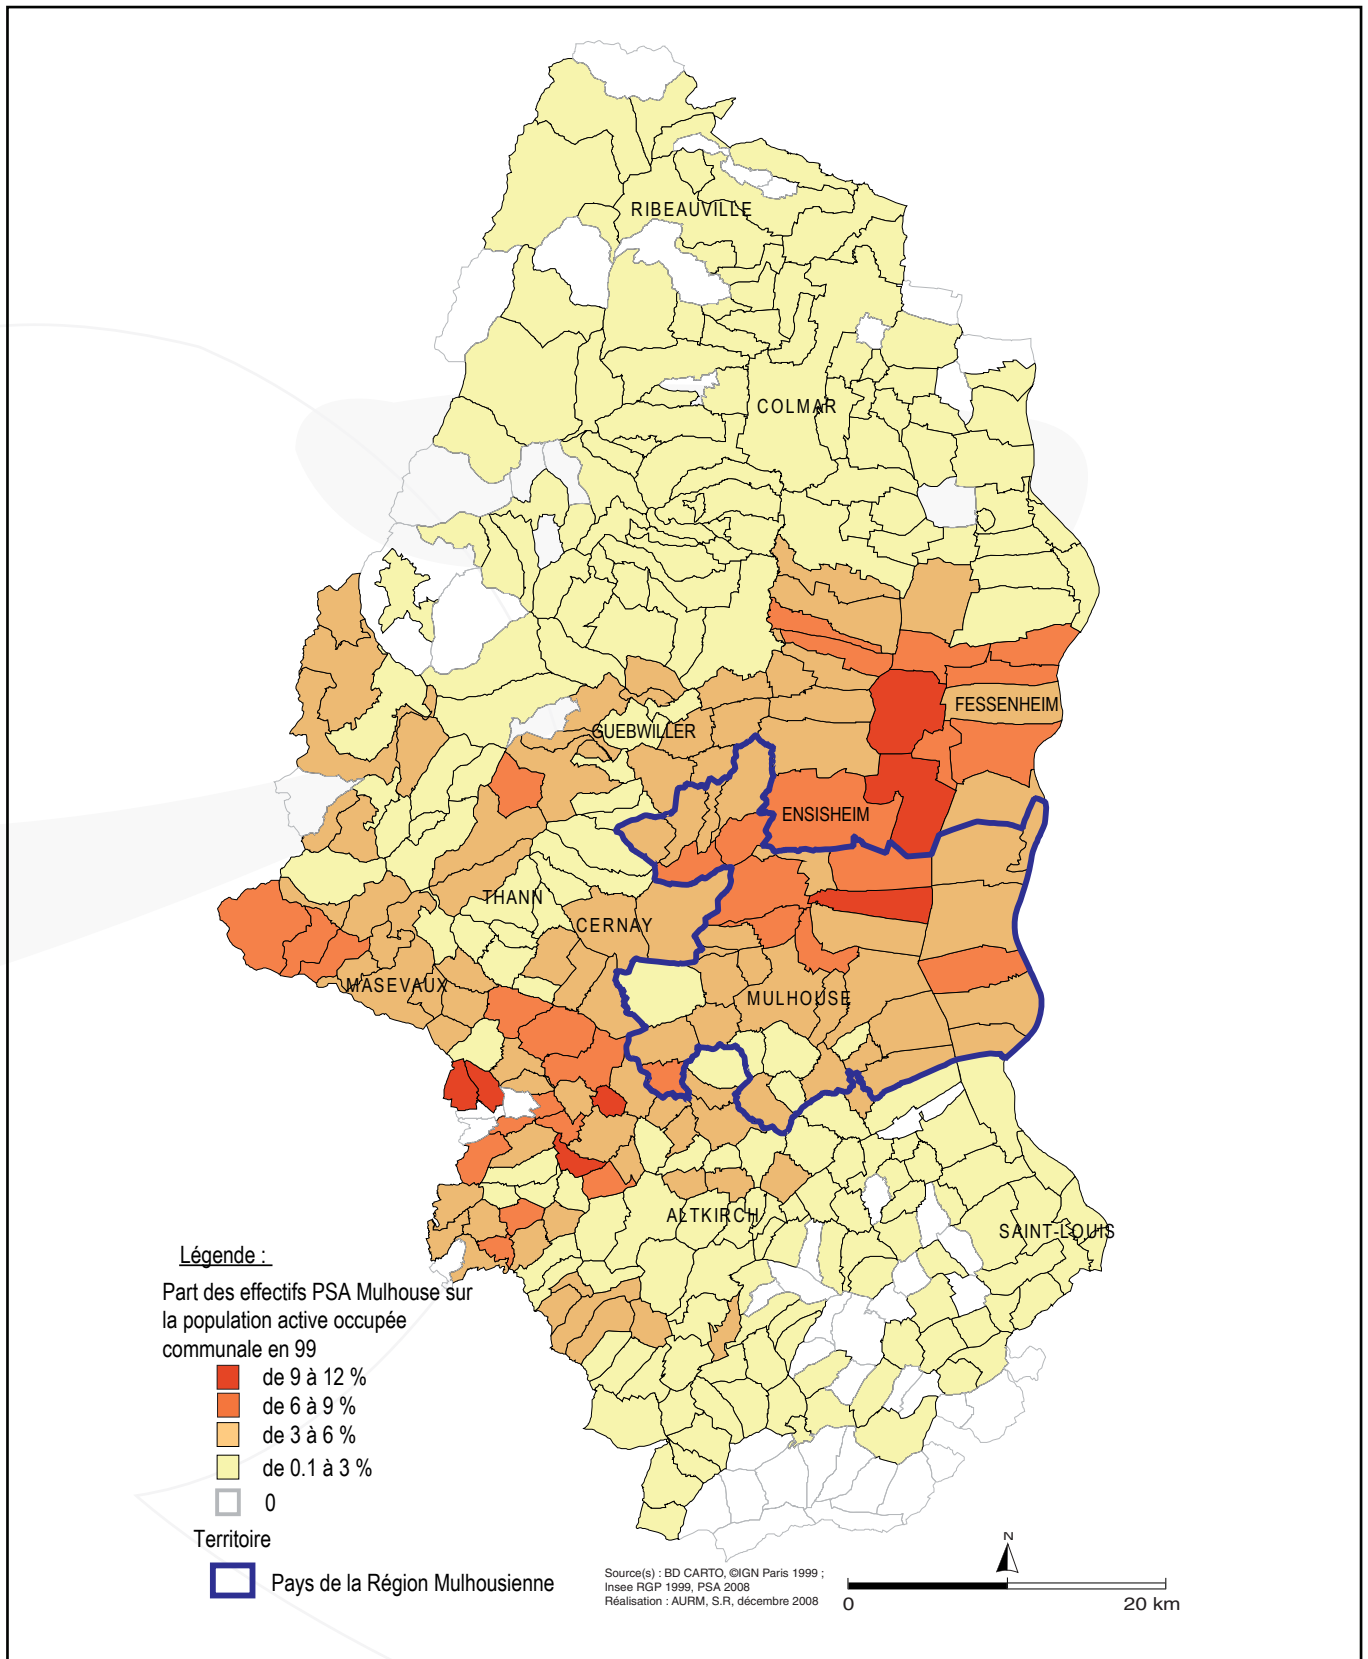 RIBEAUVILLE
COLMAR
FESSENHEIM
GUEBWILLER
ENSISHEIM
THANN
CERNAY
MASEVAUX
MULHOUSE
ALTKIRCH
SAINT-LOUIS
Légende :
Part des effectifs PSA Mulhouse sur
la population active occupée
communale en 99
de 9 à 12 %
de 6 à 9 %
de 3 à 6 %
de 0.1 à 3 %
0
Territoire
Pays de la Région Mulhousienne
Source(s) : BD CARTO, ©IGN Paris 1999 ;
Insee RGP 1999, PSA 2008
Réalisation : AURM, S.R, décembre 2008
N
0 20 km